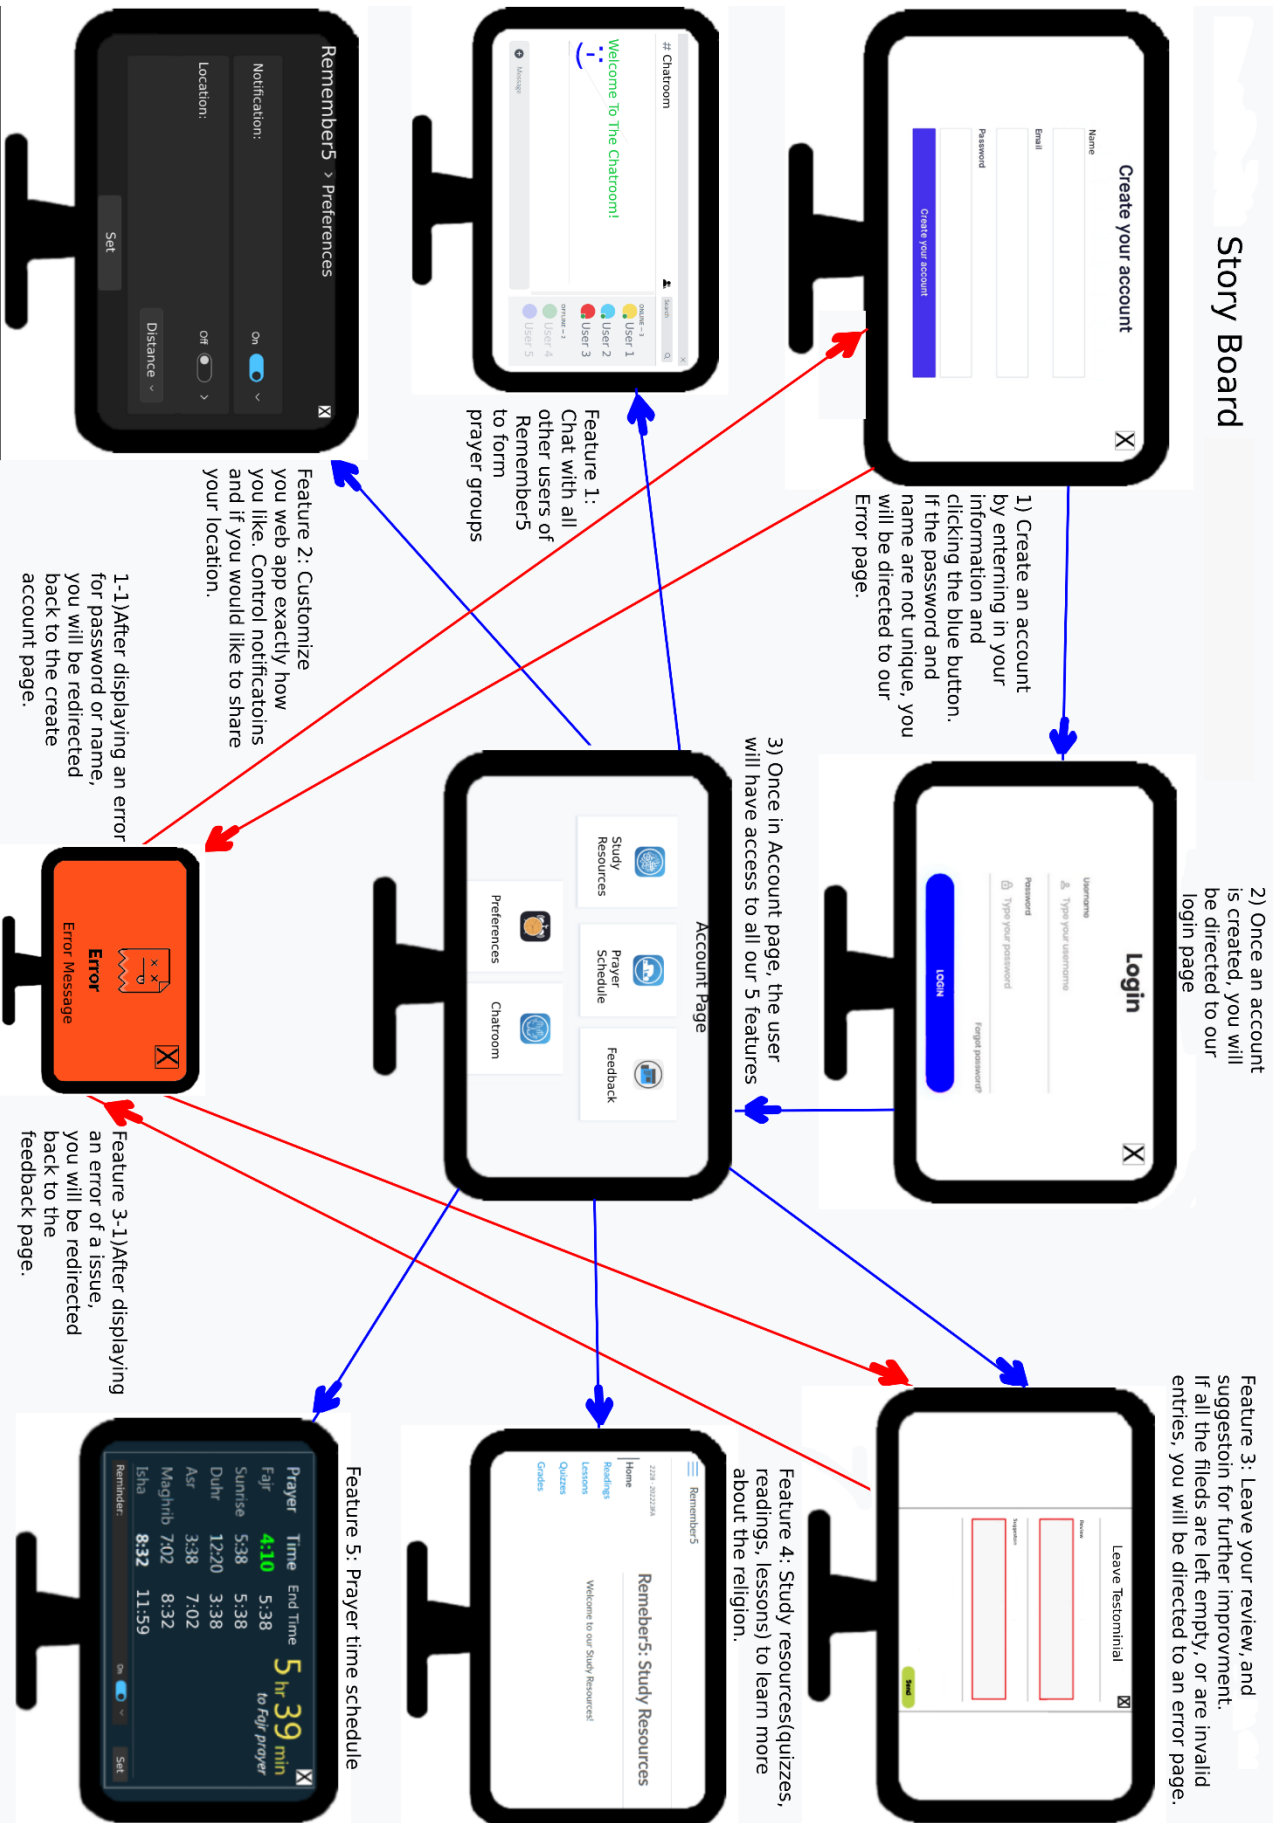 Story Board
Create your account
Name
Email
Password
Create your account
X
1) Create an account
by enterning in your
information and
clicking the blue button.
If the password and
name are not unique, you
will be directed to our
Error page.
2) Once an account
is created, you will
be directed to our
login page
Login
Username
Type your username
Password
Type your password
Forgot password?
LOGIN
X
3) Once in Account page, the user
will have access to all our 5 features
Account Page
Study
Resources
Prayer
Schedule
Feedback
Preferences
Chatroom
# Chatroom
Search
Welcome To The Chatroom!
ONLINE – 3
User 1
User 2
User 3
OFFLINE – 2
User 4
User 5
Message
Feature 1:
Chat with all
other users of
Remember5
to form
prayer groups
Remember5 > Preferences
X
Notification:
On
Location:
Off
Distance
Set
Feature 2: Customize
you web app exactly how
you like. Control notificatoins
and if you would like to share
your location.
1-1)After displaying an error
for password or name,
you will be redirected
back to the create
account page.
X
Error
Error Message
Feature 3-1)After displaying
an error of a issue,
you will be redirected
back to the
feedback page.
Feature 3: Leave your review, and
suggestoin for further improvment.
If all the fileds are left empty, or are invalid
entries, you will be directed to an error page.
Leave Testominial
X
Review
Suggestion
Send
Feature 4: Study resources(quizzes,
readings, lessons) to learn more
about the religion.
Remember5
2228 - 202223FA
Home
Readings
Lessons
Quizzes
Grades
Remeber5: Study Resources
Welcome to our Study Resources!
Feature 5: Prayer time schedule
Prayer Time End Time
Fajr 4:10 5:38
Sunrise 5:38 5:38
Duhr 12:20 3:38
Asr 3:38 7:02
Maghrib 7:02 8:32
Isha 8:32 11:59
5 hr 39 min
to Fajr prayer
X
Reminder:
On
Set